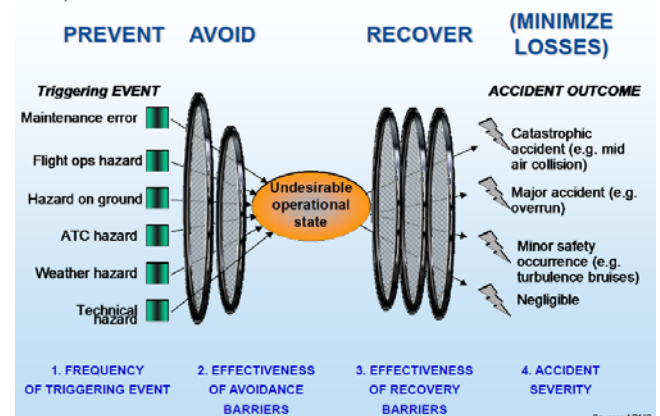 PREVENT AVOID RECOVER (MINIMIZE
LOSSES)
Triggering EVENT
ACCIDENT OUTCOME
Maintenance error
Flight ops hazard
Hazard on ground
ATC hazard
Weather hazard
Technical
hazard
Undesirable
operational
state
Catastrophic
accident (e.g. mid
air collision)
Major accident (e.g.
overrun)
Minor safety
occurrence (e.g.
turbulence bruises)
Negligible
1. FREQUENCY
OF TRIGGERING EVENT
2. EFFECTIVENESS
OF AVOIDANCE
BARRIERS
3. EFFECTIVENESS
OF RECOVERY
BARRIERS
4. ACCIDENT
SEVERITY